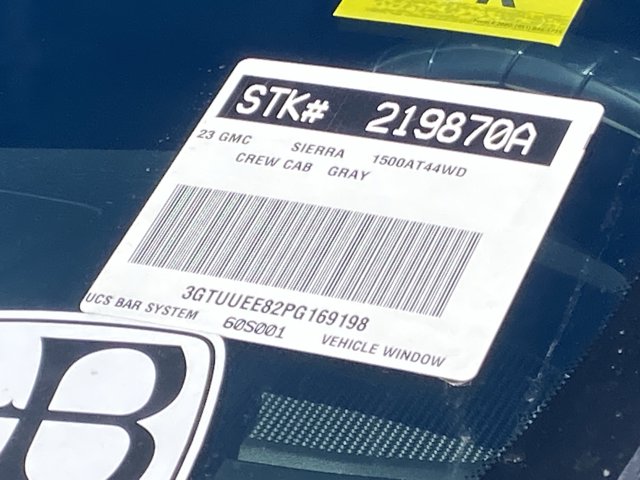 STK# 219870A
23 GMC SIERRA 1500AT44WD
CREW CAB GRAY
3GTUUEE82PG169198
UCS BAR SYSTEM 60S001 VEHICLE WINDOW
B